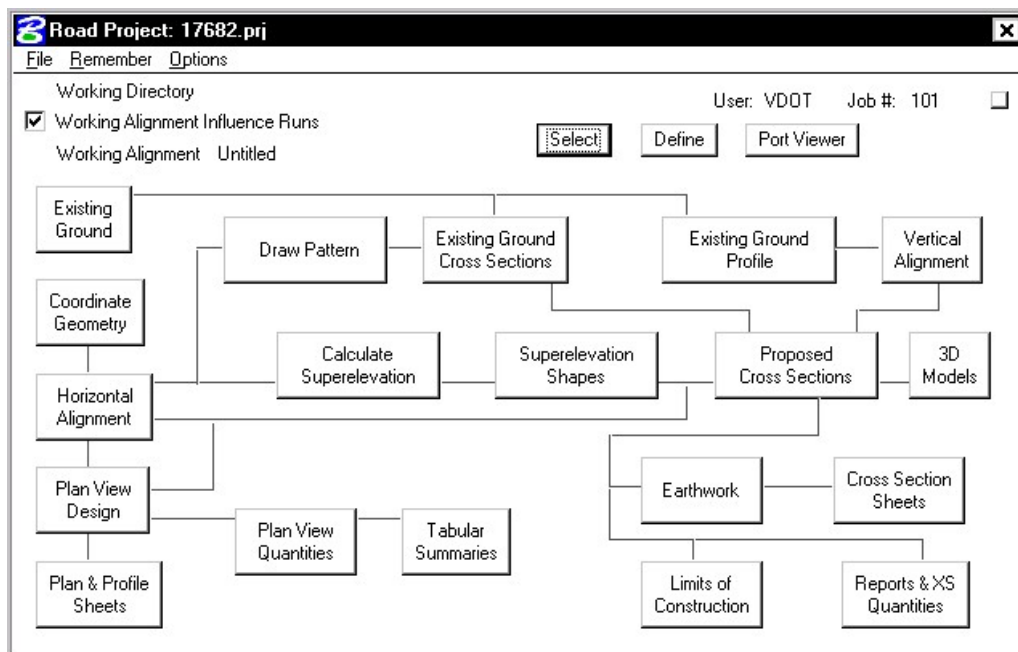 Road Project: 17682.prj
File Remember Options
Working Directory
User: VDOT Job #: 101
Working Alignment Influence Runs
Select Define Port Viewer
Working Alignment Untitled
Existing
Ground
Draw Pattern
Existing Ground
Cross Sections
Existing Ground
Profile
Vertical
Alignment
Coordinate
Geometry
Calculate
Superelevation
Superelevation
Shapes
Proposed
Cross Sections
3D
Models
Horizontal
Alignment
Plan View
Design
Earthwork
Cross Section
Sheets
Plan View
Quantities
Tabular
Summaries
Plan & Profile
Sheets
Limits of
Construction
Reports & XS
Quantities